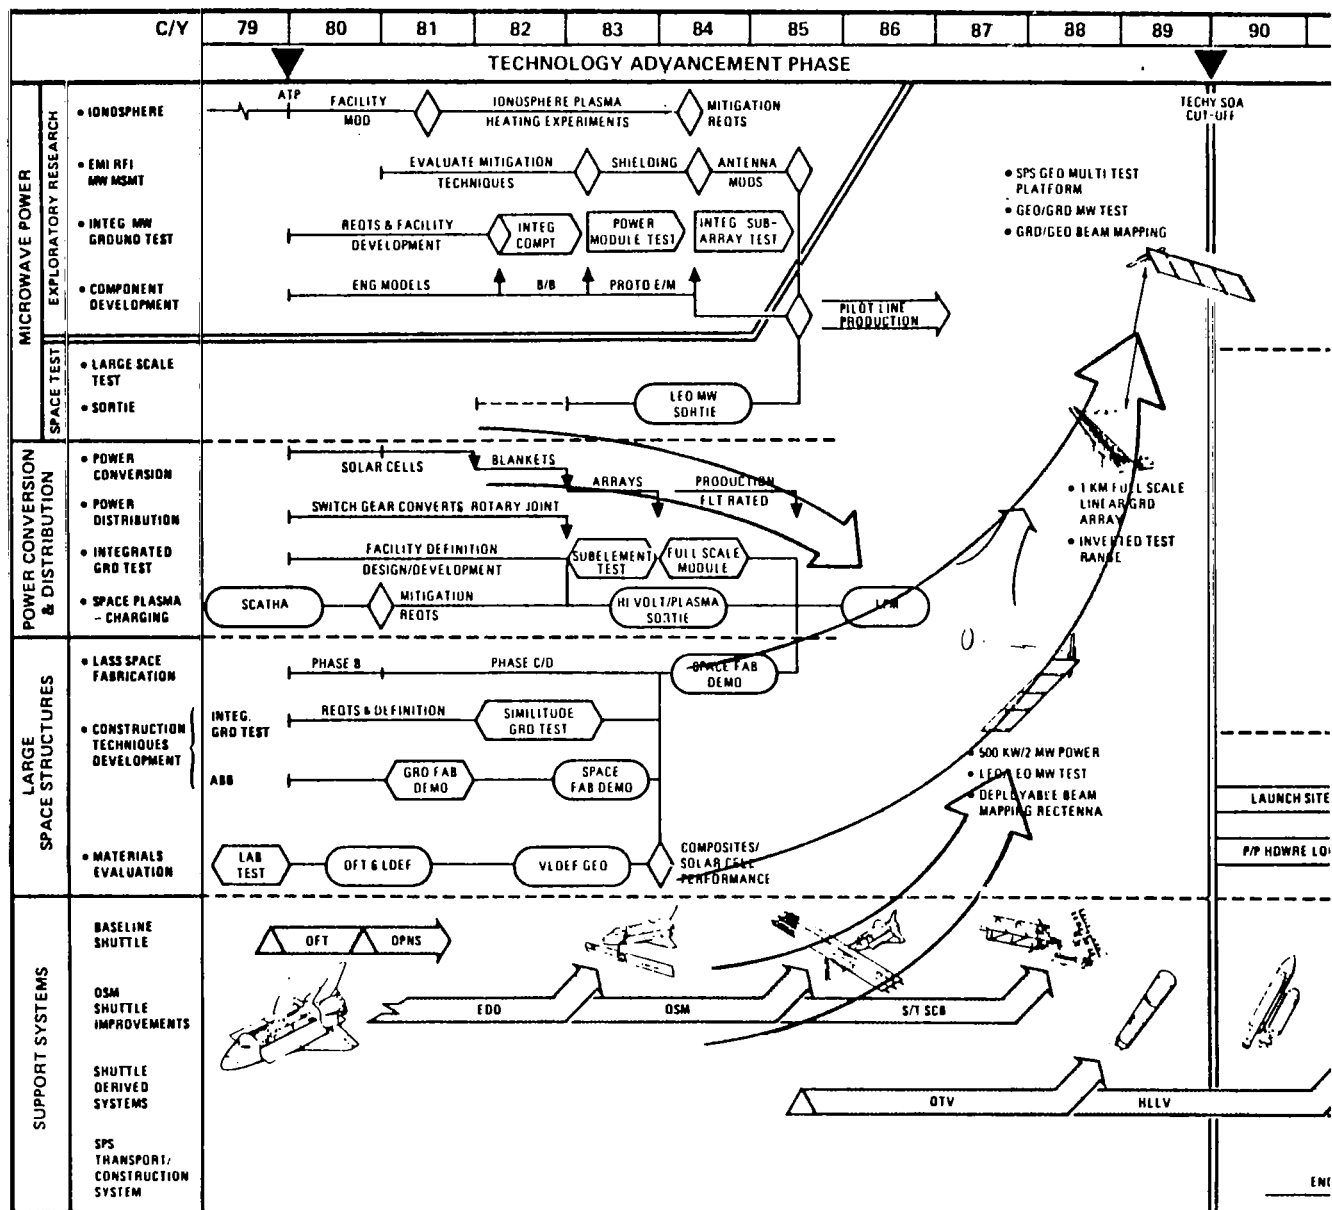 C/Y 79 80 81 82 83 84 85 86 87 88 89 90
TECHNOLOGY ADVANCEMENT PHASE
MICROWAVE POWER
EXPLORATORY RESEARCH
• IONOSPHERE
ATP
FACILITY
MOD
IONOSPHERE PLASMA
HEATING EXPERIMENTS
MITIGATION
REQTS
TECHY SOA
CUT-OFF
• EMI RFI
MW MSMT
EVALUATE MITIGATION
TECHNIQUES
SHIELDING
ANTENNA
MODS
• SPS GEO MULTI TEST
PLATFORM
• GEO/GRD MW TEST
• GRD/GEO BEAM MAPPING
• INTEG MW
GROUND TEST
REQTS & FACILITY
DEVELOPMENT
INTEG
COMPT
POWER
MODULE TEST
INTEG SUB-
ARRAY TEST
• COMPONENT
DEVELOPMENT
ENG MODELS
B/B
PROTO E/M
PILOT LINE
PRODUCTION
SPACE TEST
• LARGE SCALE
TEST
• SORTIE
LEO MW
SORTIE
POWER CONVERSION
& DISTRIBUTION
• POWER
CONVERSION
SOLAR CELLS
BLANKETS
ARRAYS
PRODUCTION
FLT RATED
• 1 KM FULL SCALE
LINEAR GRD
ARRAY
• INVERTED TEST
RANGE
• POWER
DISTRIBUTION
SWITCH GEAR CONVERTS ROTARY JOINT
• INTEGRATED
GRD TEST
FACILITY DEFINITION
DESIGN/DEVELOPMENT
SUBELEMENT
TEST
FULL SCALE
MODULE
• SPACE PLASMA
– CHARGING
SCATHA
MITIGATION
REQTS
HI VOLT/PLASMA
SORTIE
LPM
LARGE
SPACE STRUCTURES
• LASS SPACE
FABRICATION
PHASE B
PHASE C/D
SPACE FAB
DEMO
• CONSTRUCTION
TECHNIQUES
DEVELOPMENT
INTEG.
GRD TEST
REQTS & DEFINITION
SIMILITUDE
GRD TEST
ABB
GRD FAB
DEMO
SPACE
FAB DEMO
• 500 KW/2 MW POWER
• LEO/LEO MW TEST
• DEPLOYABLE BEAM
MAPPING RECTENNA
LAUNCH SITE
• MATERIALS
EVALUATION
LAB
TEST
OFT & LDEF
VLDEF GEO
COMPOSITES/
SOLAR CELL
PERFORMANCE
P/P HDWRE
SUPPORT SYSTEMS
BASELINE
SHUTTLE
OFT
OPNS
OSM
SHUTTLE
IMPROVEMENTS
EDO
OSM
S/T SCB
SHUTTLE
DERIVED
SYSTEMS
OTV
HLLV
SPS
TRANSPORT/
CONSTRUCTION
SYSTEM